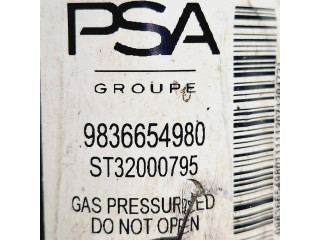 PSA
GROUPE
9836654980
ST32000795
GAS PRESSURIZED
DO NOT OPEN